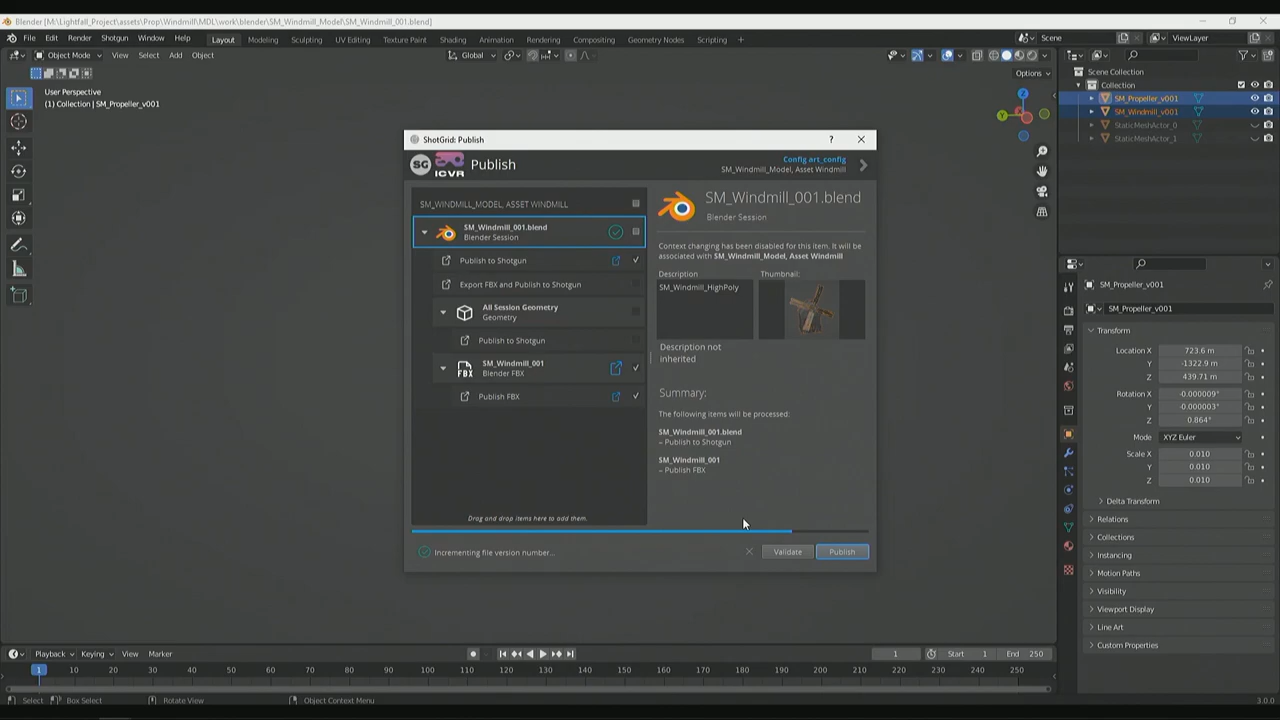 Blender [M:\Lightfall_Project\assets\Prop\Windmill\MDL\work\blender\SM_Windmill_Model\SM_Windmill_001.blend]
File Edit Render Shotgun Window Help Layout Modeling Sculpting UV Editing Texture Paint Shading Animation Rendering Compositing Geometry Nodes Scripting + Scene ViewLayer
Object Mode View Select Add Object Global
Options
User Perspective
(1) Collection | SM_Propeller_v001
Z
Y
Scene Collection
Collection
SM_Propeller_v001
SM_Windmill_v001
StaticMeshActor_0
StaticMeshActor_1
ShotGrid: Publish ?
SG ICVR Publish
Config art_config
SM_Windmill_Model, Asset Windmill
SM_WINDMILL_MODEL, ASSET WINDMILL
SM_Windmill_001.blend
Blender Session
Publish to Shotgun
Export FBX and Publish to Shotgun
All Session Geometry
Geometry
Publish to Shotgun
FBX
SM_Windmill_001
Blender FBX
Publish FBX
Drag and drop items here to add them.
SM_Windmill_001.blend
Blender Session
Context changing has been disabled for this item. It will be
associated with SM_Windmill_Model, Asset Windmill
Description Thumbnail:
SM_Windmill_HighPoly
Description not
inherited
Summary:
The following items will be processed:
SM_Windmill_001.blend
– Publish to Shotgun
SM_Windmill_001
– Publish FBX
Incrementing file version number...
Validate Publish
SM_Propeller_v001
SM_Propeller_v001
Transform
Location X 723.6 m
Y -1322.9 m
Z 439.71 m
Rotation X -0.000009°
Y -0.000003°
Z 0.864°
Mode XYZ Euler
Scale X 0.010
Y 0.010
Z 0.010
Delta Transform
Relations
Collections
Instancing
Motion Paths
Visibility
Viewport Display
Line Art
Custom Properties
Playback Keying View Marker 1 Start 1 End 250
1 10 20 30 40 50 60 70 80 90 100 110 120 130 140 150 160 170 180 190 200 210 220 230 240 250
Select Box Select Rotate View Object Context Menu 3.0.0